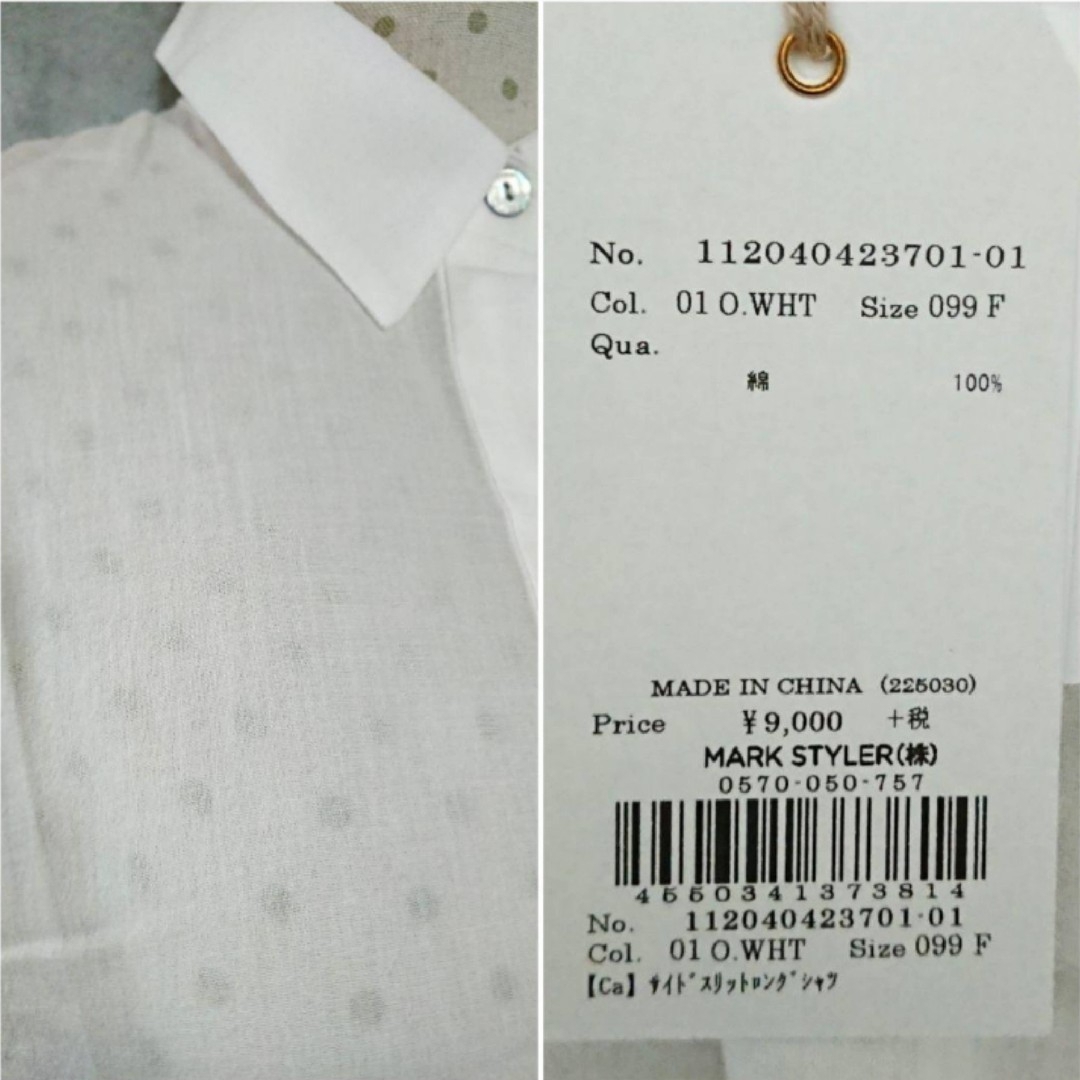 No. 112040423701-01
Col. 01 O.WHT Size 099 F
Qua.
綿 100%
MADE IN CHINA (225030)
Price ¥9,000 +税
MARK STYLER(株)
0570-050-757
4550341373814
No. 112040423701-01
Col. 01 O.WHT Size 099 F
【Ca】ｻｲﾄﾞｽﾘｯﾄﾛﾝｸﾞｼｬﾂ